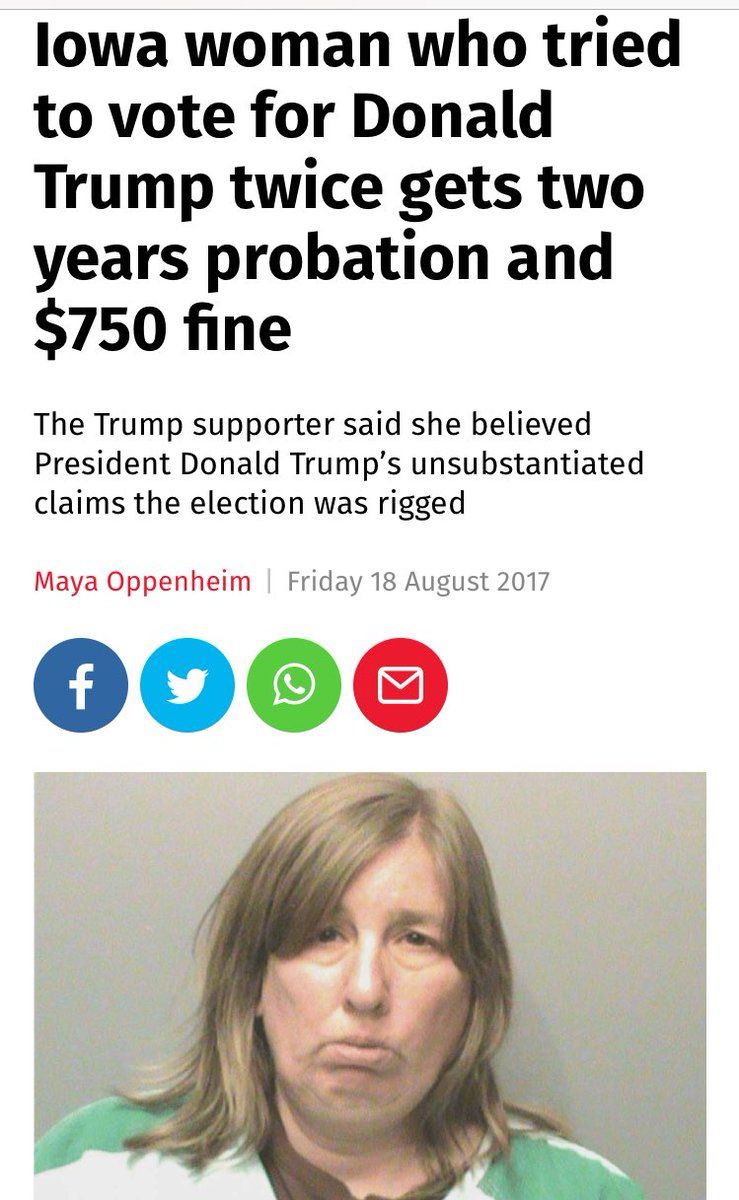 Iowa woman who tried
to vote for Donald
Trump twice gets two
years probation and
$750 fine
The Trump supporter said she believed
President Donald Trump’s unsubstantiated
claims the election was rigged
Maya Oppenheim | Friday 18 August 2017